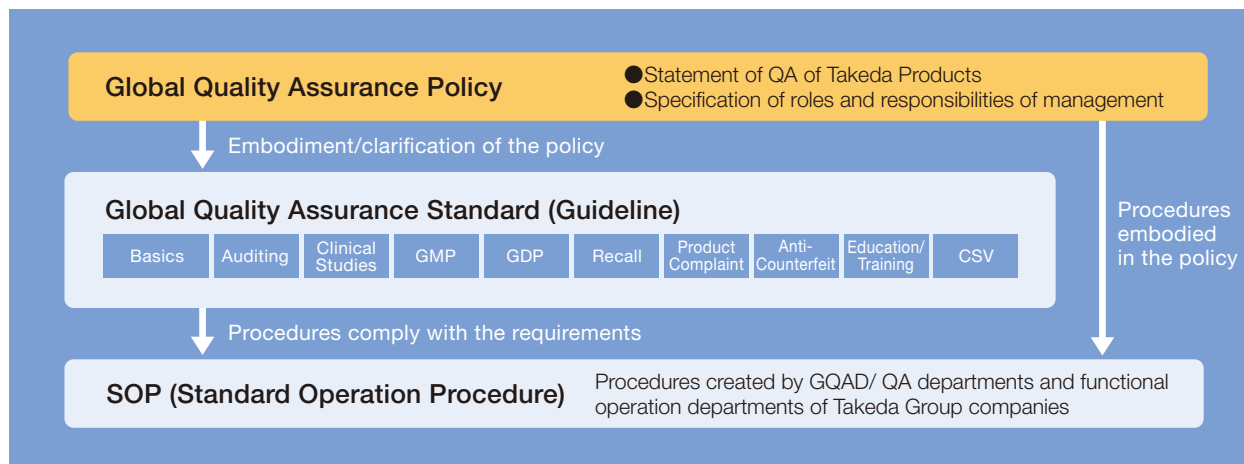 Global Quality Assurance Policy
●Statement of QA of Takeda Products
●Specification of roles and responsibilities of management
Embodiment/clarification of the policy
Global Quality Assurance Standard (Guideline)
Basics
Auditing
Clinical
Studies
GMP
GDP
Recall
Product
Complaint
Anti-
Counterfeit
Education/
Training
CSV
Procedures
embodied
in the policy
Procedures comply with the requirements
SOP (Standard Operation Procedure)
Procedures created by GQAD/ QA departments and functional
operation departments of Takeda Group companies